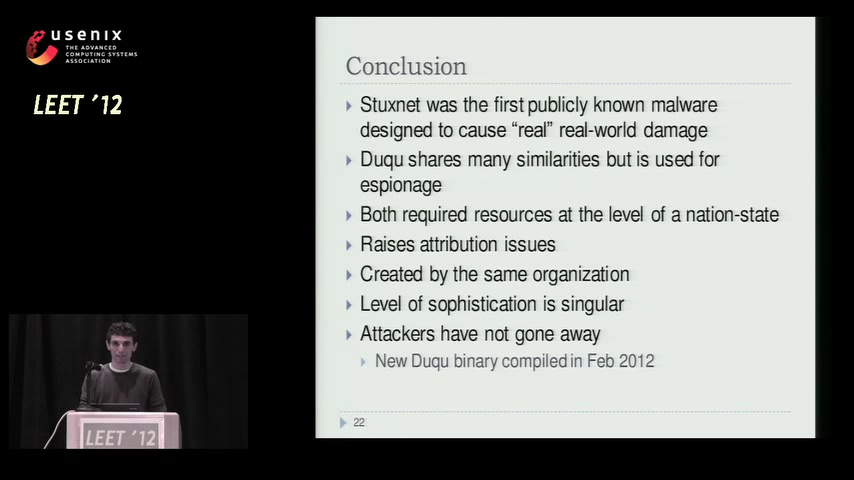 usenix
THE ADVANCED
COMPUTING SYSTEMS
ASSOCIATION
LEET '12
Conclusion
Stuxnet was the first publicly known malware
designed to cause “real” real-world damage
Duqu shares many similarities but is used for
espionage
Both required resources at the level of a nation-state
Raises attribution issues
Created by the same organization
Level of sophistication is singular
Attackers have not gone away
New Duqu binary compiled in Feb 2012
22
LEET '12